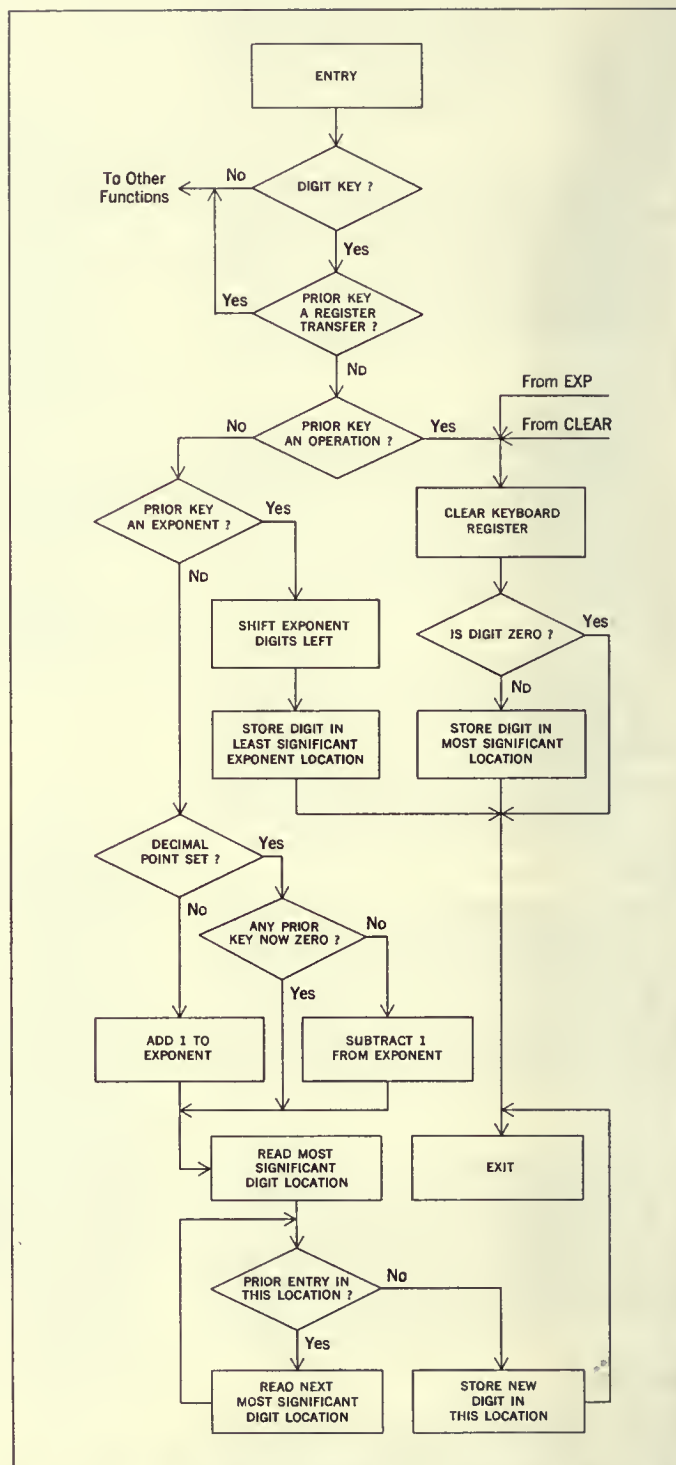 ENTRY
DIGIT KEY ?
No
To Other
Functions
Yes
PRIOR KEY
A REGISTER
TRANSFER ?
Yes
No
From EXP
From CLEAR
PRIOR KEY
AN OPERATION ?
No
Yes
PRIOR KEY
AN EXPONENT ?
Yes
No
CLEAR KEYBOARD
REGISTER
SHIFT EXPONENT
DIGITS LEFT
IS DIGIT ZERO ?
Yes
No
STORE DIGIT IN
LEAST SIGNIFICANT
EXPONENT LOCATION
STORE DIGIT IN
MOST SIGNIFICANT
LOCATION
DECIMAL
POINT SET ?
Yes
No
ANY PRIOR
KEY NOW ZERO ?
No
Yes
ADD 1 TO
EXPONENT
SUBTRACT 1
FROM EXPONENT
READ MOST
SIGNIFICANT
DIGIT LOCATION
EXIT
PRIOR ENTRY IN
THIS LOCATION ?
No
Yes
READ NEXT
MOST SIGNIFICANT
DIGIT LOCATION
STORE NEW
DIGIT IN
THIS LOCATION